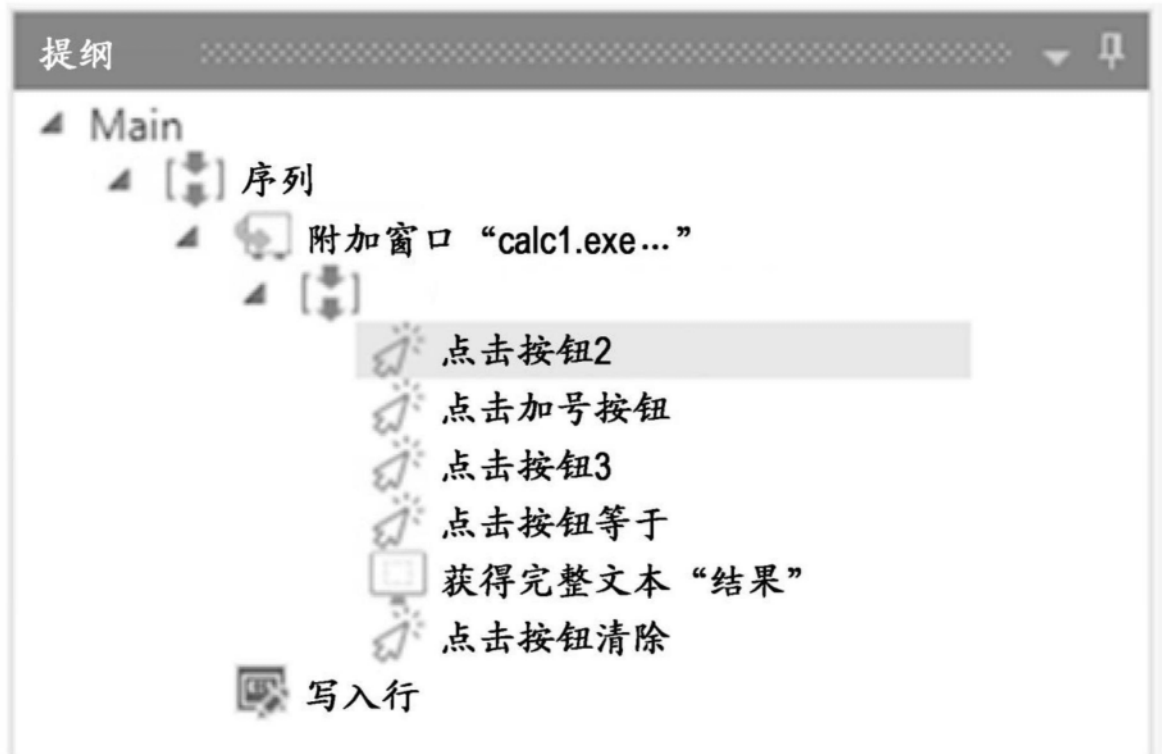 提纲
Main
序列
附加窗口“calc1.exe…”
点击按钮2
点击加号按钮
点击按钮3
点击按钮等于
获得完整文本“结果”
点击按钮清除
写入行